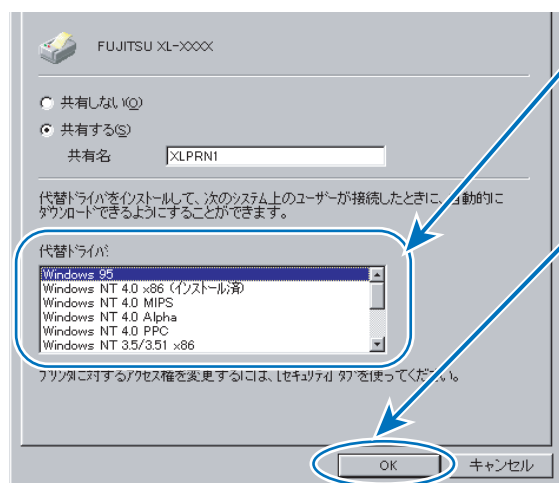 FUJITSU XL-XXXX
共有しない(O)
共有する(S)
共有名 XLPRN1
代替ドライバをインストールして、次のシステム上のユーザーが接続したときに、自動的に
ダウンロードできるようにすることができます。
代替ドライバ:
Windows 95
Windows NT 4.0 x86 (インストール済)
Windows NT 4.0 MIPS
Windows NT 4.0 Alpha
Windows NT 4.0 PPC
Windows NT 3.5/3.51 x86
プリンタに対するアクセス権を変更するには、[セキュリティ] タブを使ってください。
OK キャンセル